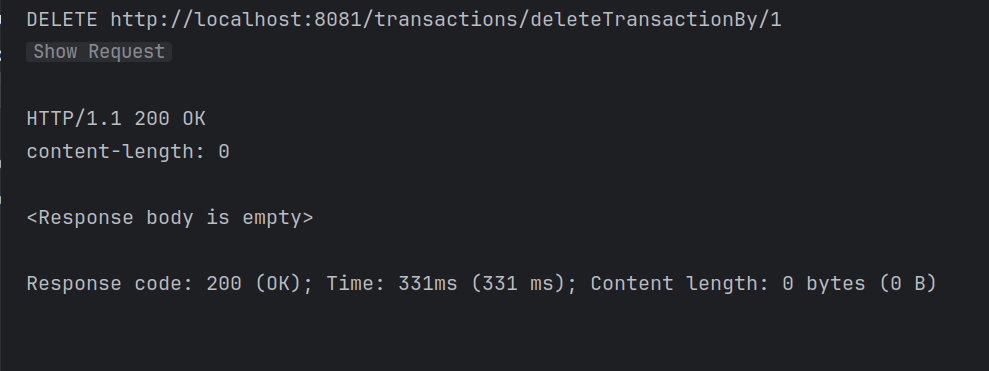 DELETE http://localhost:8081/transactions/deleteTransactionBy/1
Show Request
HTTP/1.1 200 OK
content-length: 0
<Response body is empty>
Response code: 200 (OK); Time: 331ms (331 ms); Content length: 0 bytes (0 B)